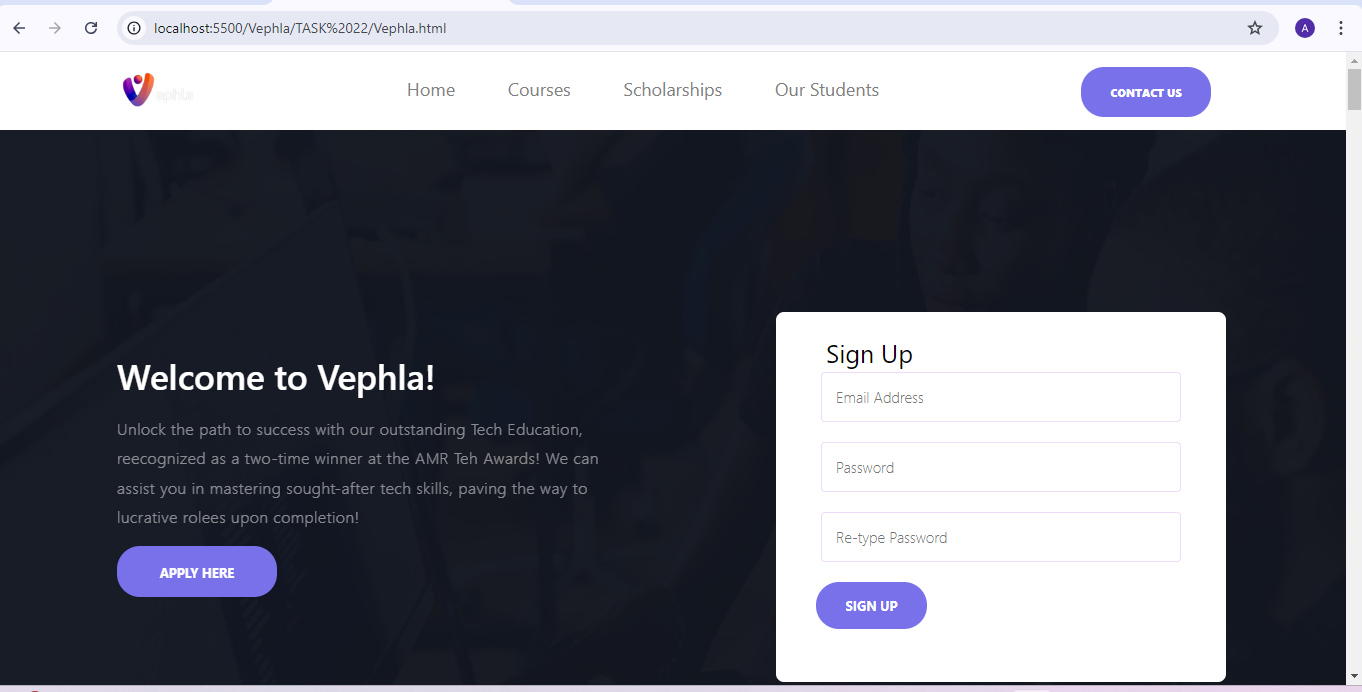 localhost:5500/Vephla/TASK%2022/Vephla.html
A
ephla
Home Courses Scholarships Our Students
CONTACT US
Welcome to Vephla!
Unlock the path to success with our outstanding Tech Education,
reecognized as a two-time winner at the AMR Teh Awards! We can
assist you in mastering sought-after tech skills, paving the way to
lucrative rolees upon completion!
APPLY HERE
Sign Up
Email Address
Password
Re-type Password
SIGN UP